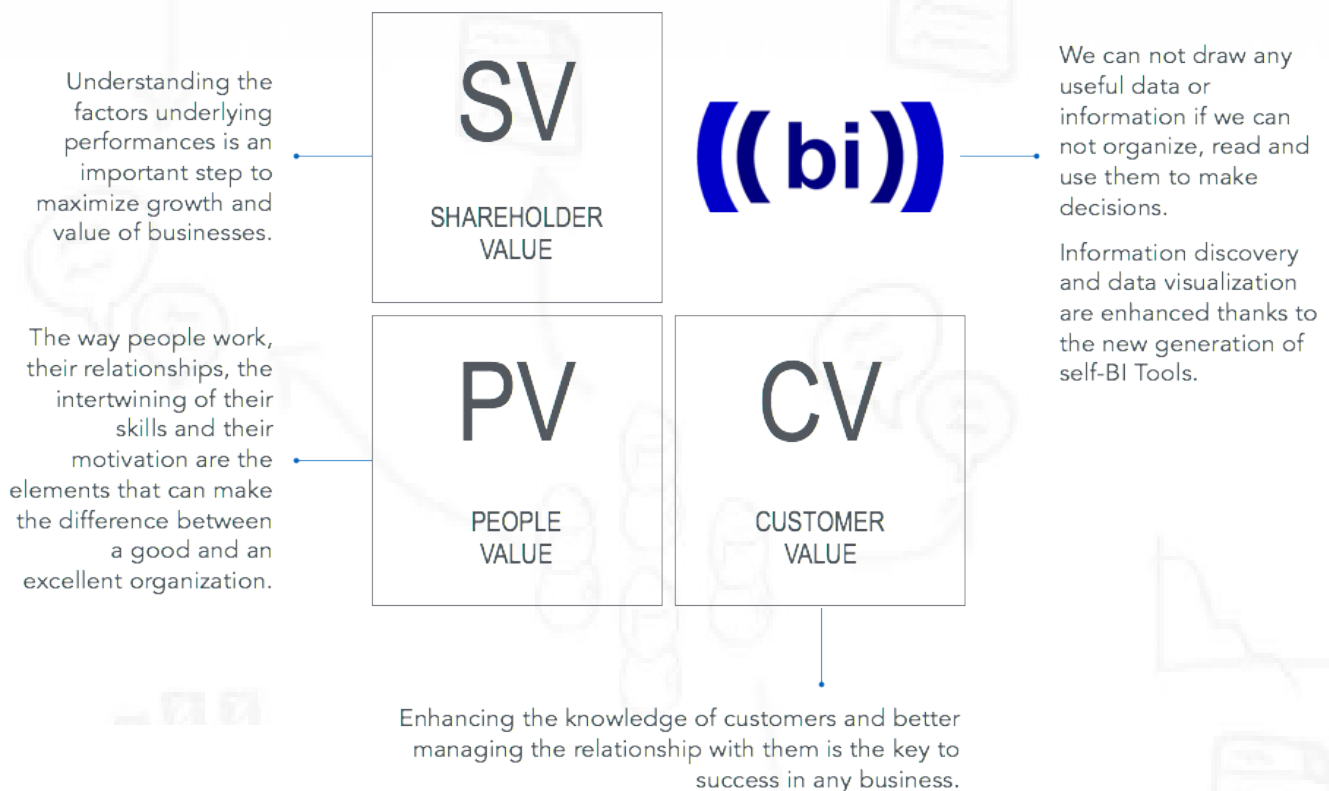 Understanding the
factors underlying
performances is an
important step to
maximize growth and
value of businesses.
SV
SHAREHOLDER
VALUE
((bi))
We can not draw any
useful data or
information if we can
not organize, read and
use them to make
decisions.
Information discovery
and data visualization
are enhanced thanks to
the new generation of
self-BI Tools.
The way people work,
their relationships, the
intertwining of their
skills and their
motivation are the
elements that can make
the difference between
a good and an
excellent organization.
PV
PEOPLE
VALUE
CV
CUSTOMER
VALUE
Enhancing the knowledge of customers and better
managing the relationship with them is the key to
success in any business.